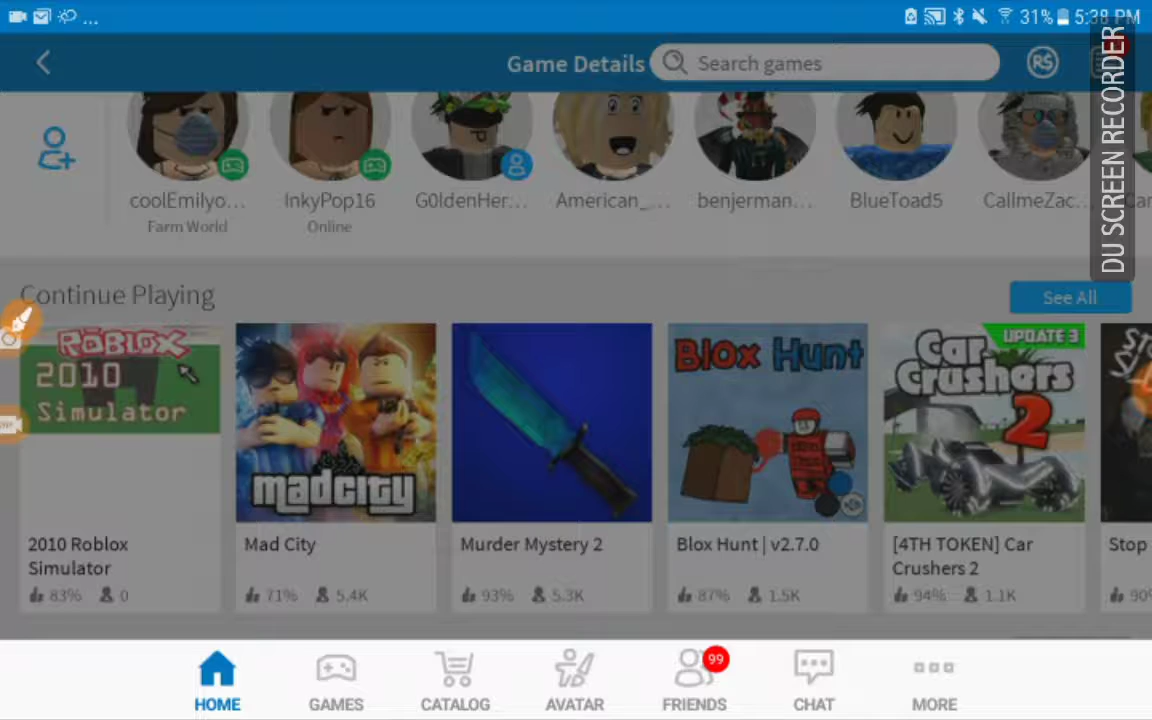 31% 5:38 PM
Game Details
Search games
R$
DU SCREEN RECORDER
coolEmilyo...
InkyPop16
G0ldenHer...
American_...
benjerman...
BlueToad5
CallmeZac...
Farm World
Online
Continue Playing
See All
ROBLOX
2010
Simulator
madcity
Blox Hunt
UPDATE 3
Car
Crushers
2
2010 Roblox
Simulator
Mad City
Murder Mystery 2
Blox Hunt | v2.7.0
[4TH TOKEN] Car
Crushers 2
Stop
83% 0
71% 5.4K
93% 5.3K
87% 1.5K
94% 1.1K
90%
99
HOME
GAMES
CATALOG
AVATAR
FRIENDS
CHAT
MORE